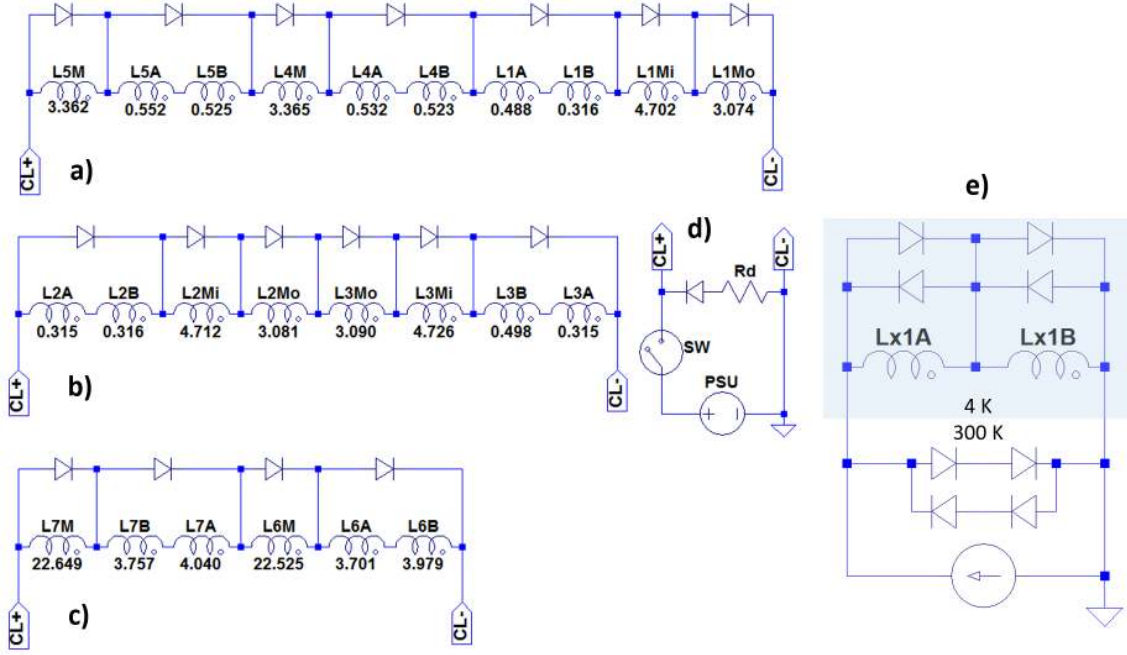 L5M L5A L5B L4M L4A L4B L1A L1B L1Mi L1Mo
3.362 0.552 0.525 3.365 0.532 0.523 0.488 0.316 4.702 3.074
CL+ CL-
a)
e)
d)
CL+ CL-
Rd
SW
PSU
L2A L2B L2Mi L2Mo L3Mo L3Mi L3B L3A
0.315 0.316 4.712 3.081 3.090 4.726 0.498 0.315
CL+ CL-
b)
Lx1A Lx1B
4 K
300 K
L7M L7B L7A L6M L6A L6B
22.649 3.757 4.040 22.525 3.701 3.979
CL+ CL-
c)